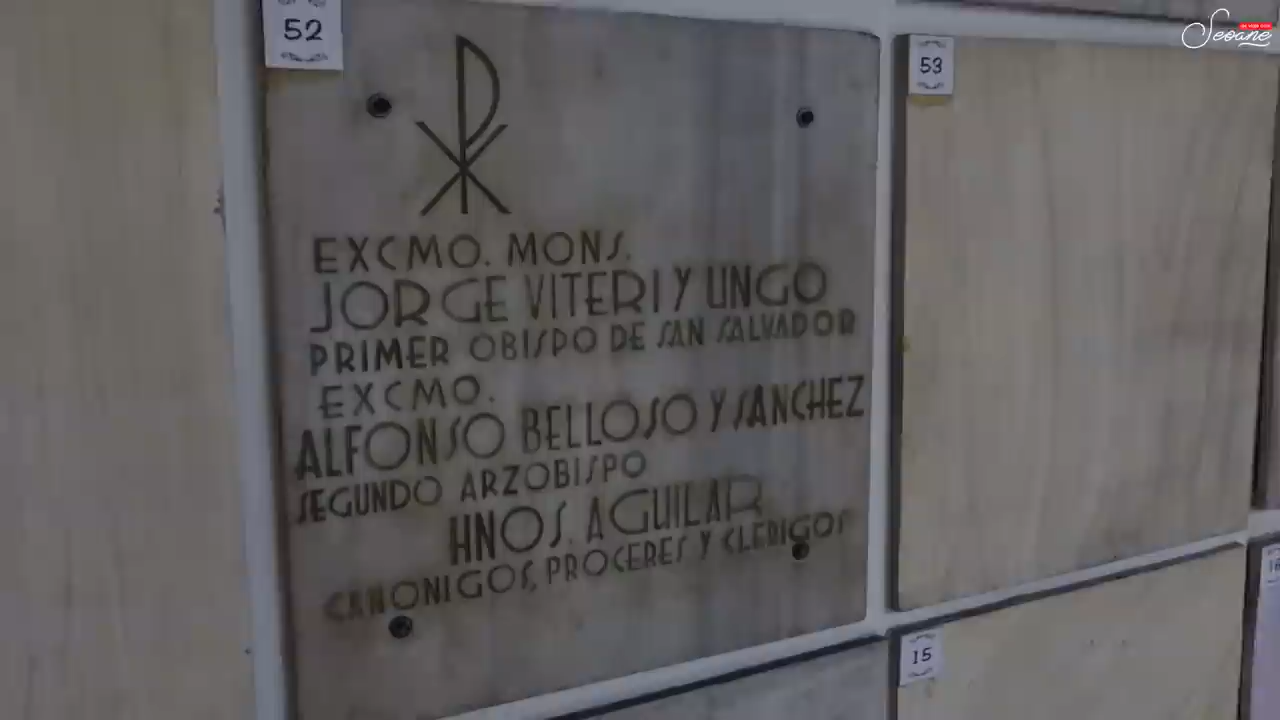 52
EXCMO. MONS.
JORGE VITERI Y UNGO
PRIMER OBISPO DE SAN SALVADOR
EXCMO.
ALFONSO BELLOSO Y SANCHEZ
SEGUNDO ARZOBISPO
HNOS. AGUILAR
CANONIGOS, PROCERES Y CLERIGOS
53
15
Seoane